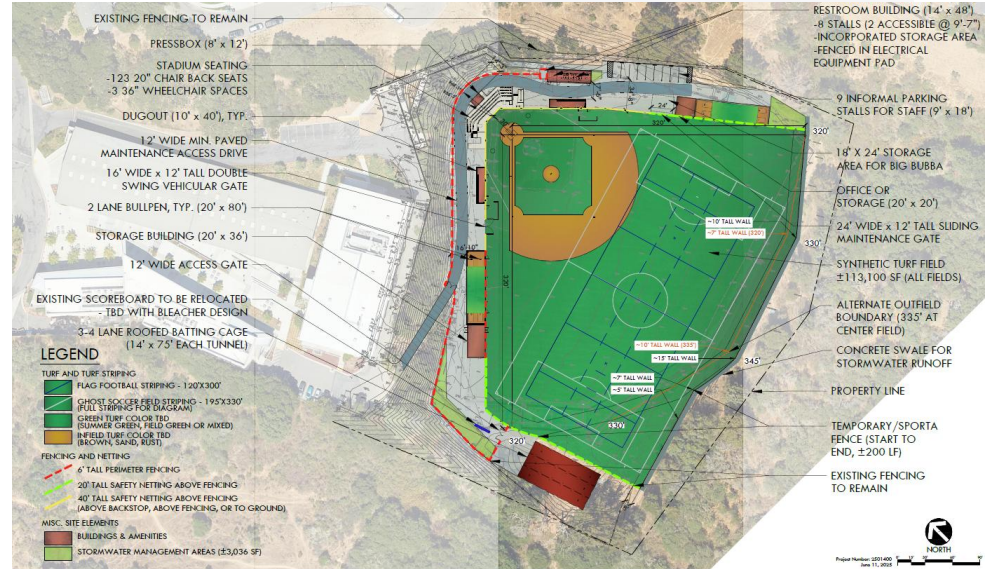 EXISTING FENCING TO REMAIN
PRESSBOX (8' x 12')
STADIUM SEATING
-123 20" CHAIR BACK SEATS
-3 36" WHEELCHAIR SPACES
DUGOUT (10' x 40'), TYP.
12' WIDE MIN. PAVED
MAINTENANCE ACCESS DRIVE
16' WIDE x 12' TALL DOUBLE
SWING VEHICULAR GATE
2 LANE BULLPEN, TYP. (20' x 80')
STORAGE BUILDING (20' x 36')
12' WIDE ACCESS GATE
EXISTING SCOREBOARD TO BE RELOCATED
- TBD WITH BLEACHER DESIGN
3-4 LANE ROOFED BATTING CAGE
(14' x 75' EACH TUNNEL)
LEGEND
TURF AND TURF STRIPING
FLAG FOOTBALL STRIPING - 120'X300'
GHOST SOCCER FIELD STRIPING - 195'X330'
(FULL STRIPING FOR DIAGRAM)
GREEN TURF COLOR TBD
(SUMMER GREEN, FIELD GREEN OR MIXED)
INFIELD TURF COLOR TBD
(BROWN, SAND, RUST)
FENCING AND NETTING
6' TALL PERIMETER FENCING
20' TALL SAFETY NETTING ABOVE FENCING
40' TALL SAFETY NETTING ABOVE FENCING
(ABOVE BACKSTOP, ABOVE FENCING, OR TO GROUND)
MISC. SITE ELEMENTS
BUILDINGS & AMENITIES
STORMWATER MANAGEMENT AREAS (±3,036 SF)
24'
320'
320'
~10' TALL WALL
~7' TALL WALL (320')
330'
16'-10"
320'
~10' TALL WALL (335')
~15' TALL WALL
345'
~7' TALL WALL
~5' TALL WALL
330'
320'
RESTROOM BUILDING (14' x 48')
-8 STALLS (2 ACCESSIBLE @ 9'-7")
-INCORPORATED STORAGE AREA
-FENCED IN ELECTRICAL
EQUIPMENT PAD
9 INFORMAL PARKING
STALLS FOR STAFF (9' x 18')
18' X 24' STORAGE
AREA FOR BIG BUBBA
OFFICE OR
STORAGE (20' x 20')
24' WIDE x 12' TALL SLIDING
MAINTENANCE GATE
SYNTHETIC TURF FIELD
±113,100 SF (ALL FIELDS)
ALTERNATE OUTFIELD
BOUNDARY (335' AT
CENTER FIELD)
CONCRETE SWALE FOR
STORMWATER RUNOFF
PROPERTY LINE
TEMPORARY/SPORTA
FENCE (START TO
END, ±200 LF)
EXISTING FENCING
TO REMAIN
NORTH
Project Number: 2501400
June 11, 2025